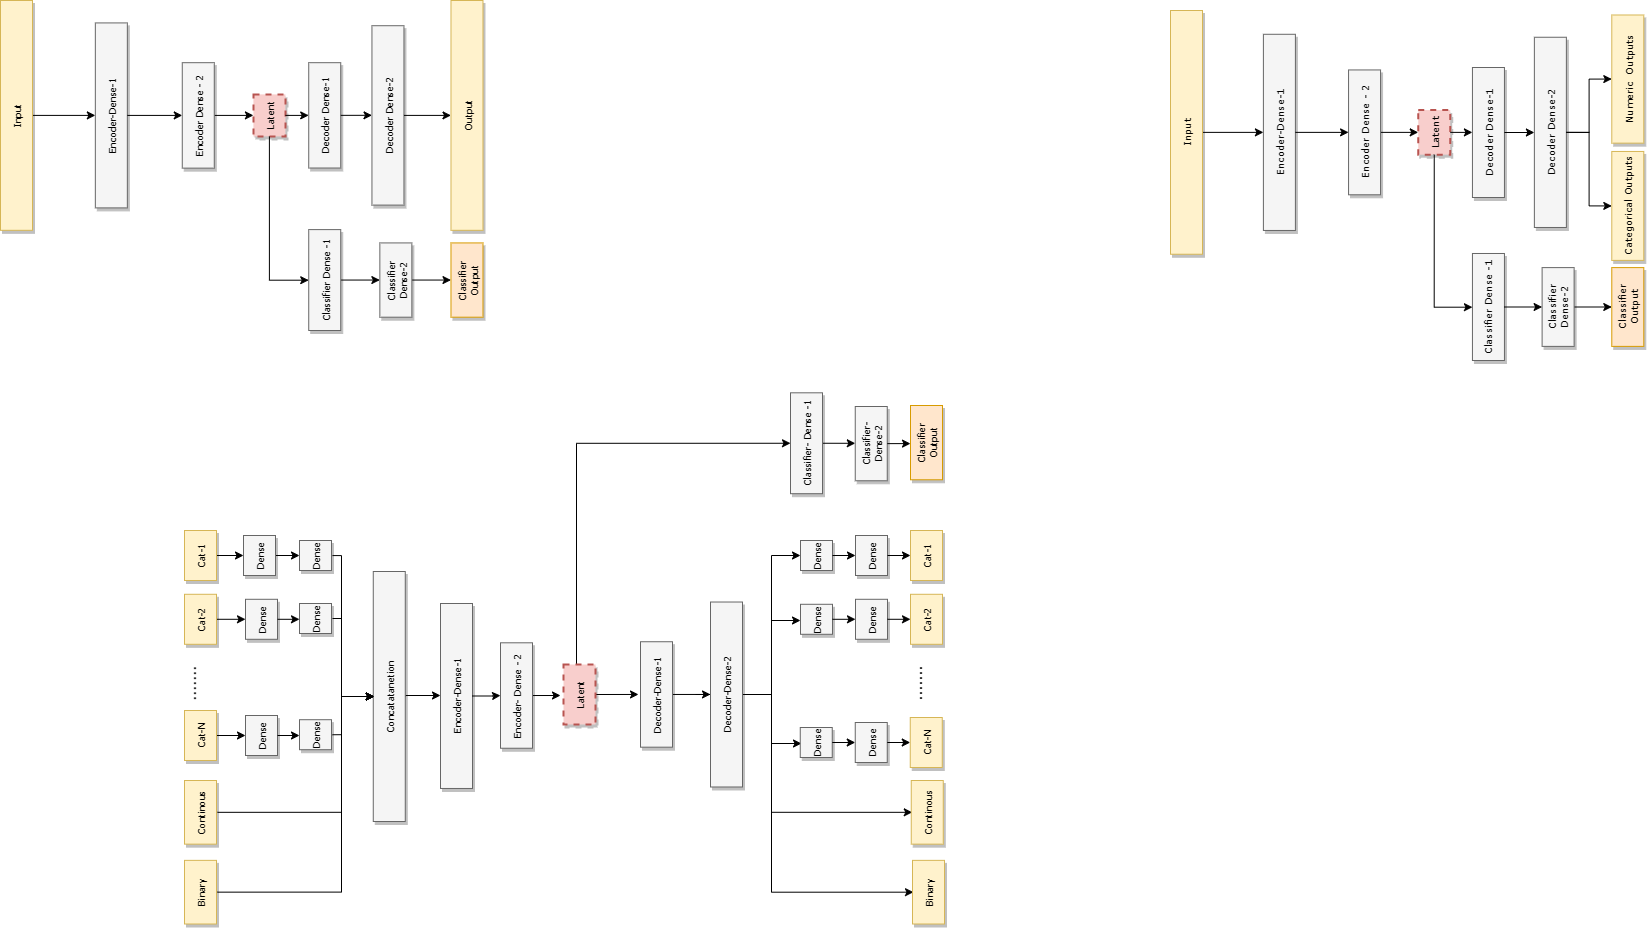 Input
Encoder-Dense-1
Encoder Dense - 2
Latent
Decoder Dense-1
Decoder Dense-2
Output
Classifier Dense -1
Classifier
Dense-2
Classifier
Output
Input
Encoder-Dense-1
Encoder Dense - 2
Latent
Decoder Dense-1
Decoder Dense-2
Numeric Outputs
Categorical Outputs
Classifier Dense -1
Classifier
Dense-2
Classifier
Output
Classifier- Dense -1
Classifier-
Dense-2
Classifier
Output
Cat-1
Dense
Dense
Cat-2
Dense
Dense
.......
Cat-N
Dense
Dense
Continous
Binary
Concatanetion
Encoder-Dense-1
Encoder- Dense - 2
Latent
Decoder-Dense-1
Decoder-Dense-2
Dense
Dense
Cat-1
Dense
Dense
Cat-2
.......
Dense
Dense
Cat-N
Continous
Binary